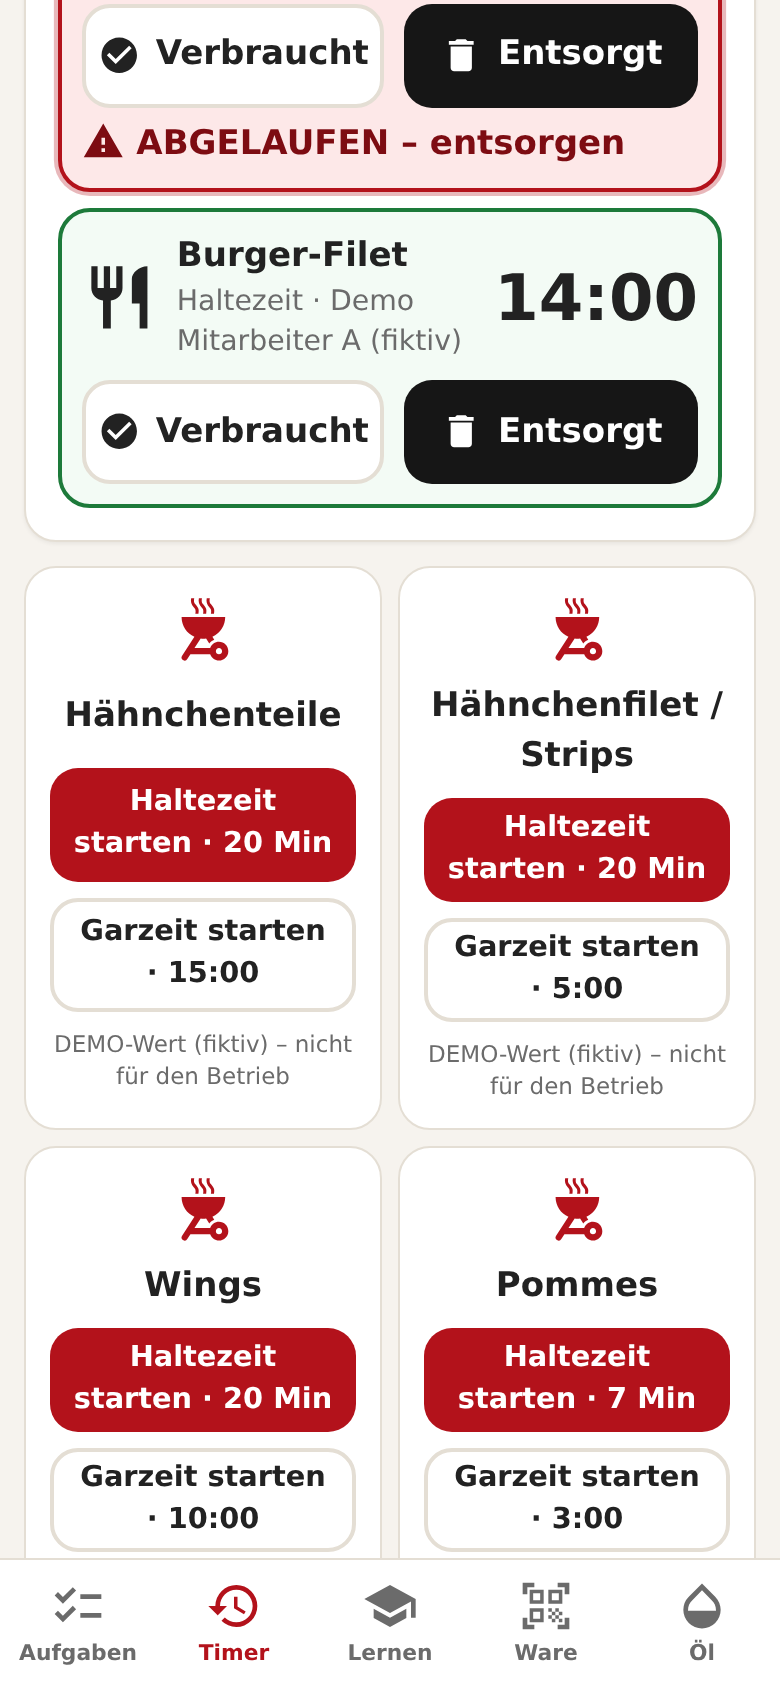 Verbraucht
Entsorgt
ABGELAUFEN – entsorgen
Burger-Filet
Haltezeit · Demo
Mitarbeiter A (fiktiv)
14:00
Verbraucht
Entsorgt
Hähnchenteile
Haltezeit
starten · 20 Min
Garzeit starten
· 15:00
DEMO-Wert (fiktiv) – nicht
für den Betrieb
Hähnchenfilet /
Strips
Haltezeit
starten · 20 Min
Garzeit starten
· 5:00
DEMO-Wert (fiktiv) – nicht
für den Betrieb
Wings
Haltezeit
starten · 20 Min
Garzeit starten
· 10:00
Pommes
Haltezeit
starten · 7 Min
Garzeit starten
· 3:00
Aufgaben
Timer
Lernen
Ware
Öl